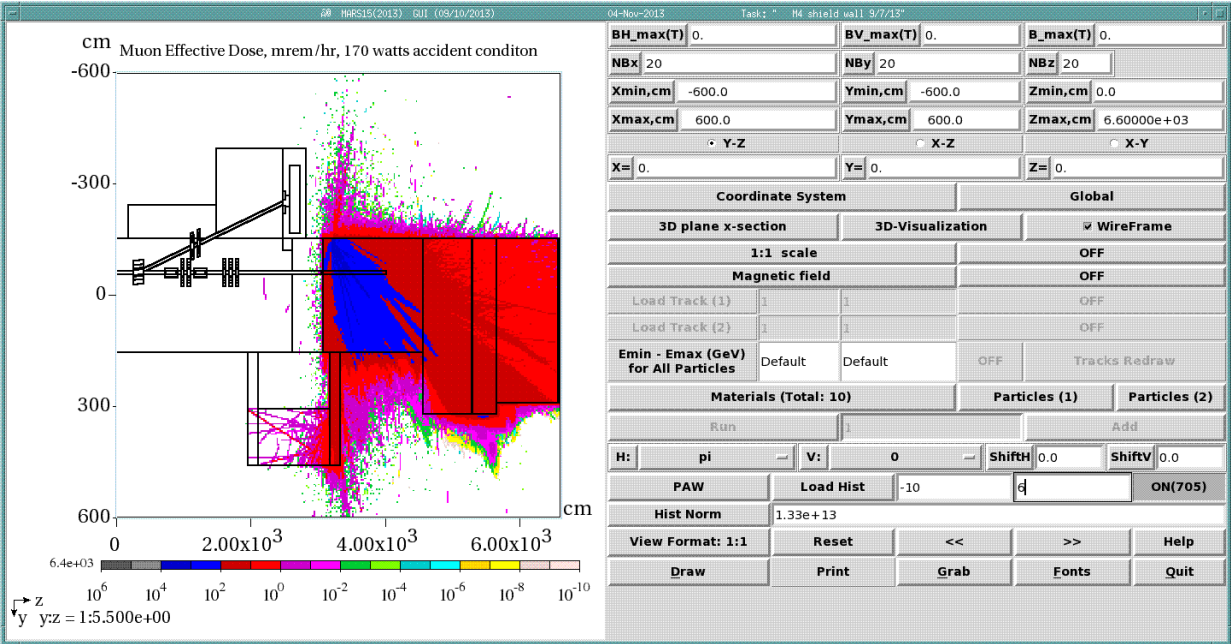 MARS15(2013) GUI (09/10/2013) 04-Nov-2013 Task: " M4 shield wall 9/7/13"
cm
Muon Effective Dose, mrem/hr, 170 watts accident conditon
-600
-300
0
300
600
cm
0 2.00x10³ 4.00x10³ 6.00x10³
6.4e+03
10⁶ 10⁴ 10² 10⁰ 10⁻² 10⁻⁴ 10⁻⁶ 10⁻⁸ 10⁻¹⁰
z
y y:z = 1:5.500e+00
BH_max(T) 0. BV_max(T) 0. B_max(T) 0.
NBx 20 NBy 20 NBz 20
Xmin,cm -600.0 Ymin,cm -600.0 Zmin,cm 0.0
Xmax,cm 600.0 Ymax,cm 600.0 Zmax,cm 6.60000e+03
Y-Z X-Z X-Y
X= 0. Y= 0. Z= 0.
Coordinate System Global
3D plane x-section 3D-Visualization WireFrame
1:1 scale OFF
Magnetic field OFF
Load Track (1) 1 1 OFF
Load Track (2) 1 1 OFF
Emin - Emax (GeV)
for All Particles Default Default OFF Tracks Redraw
Materials (Total: 10) Particles (1) Particles (2)
Run 1 Add
H: pi V: 0 ShiftH 0.0 ShiftV 0.0
PAW Load Hist -10 6 ON(705)
Hist Norm 1.33e+13
View Format: 1:1 Reset << >> Help
Draw Print Grab Fonts Quit